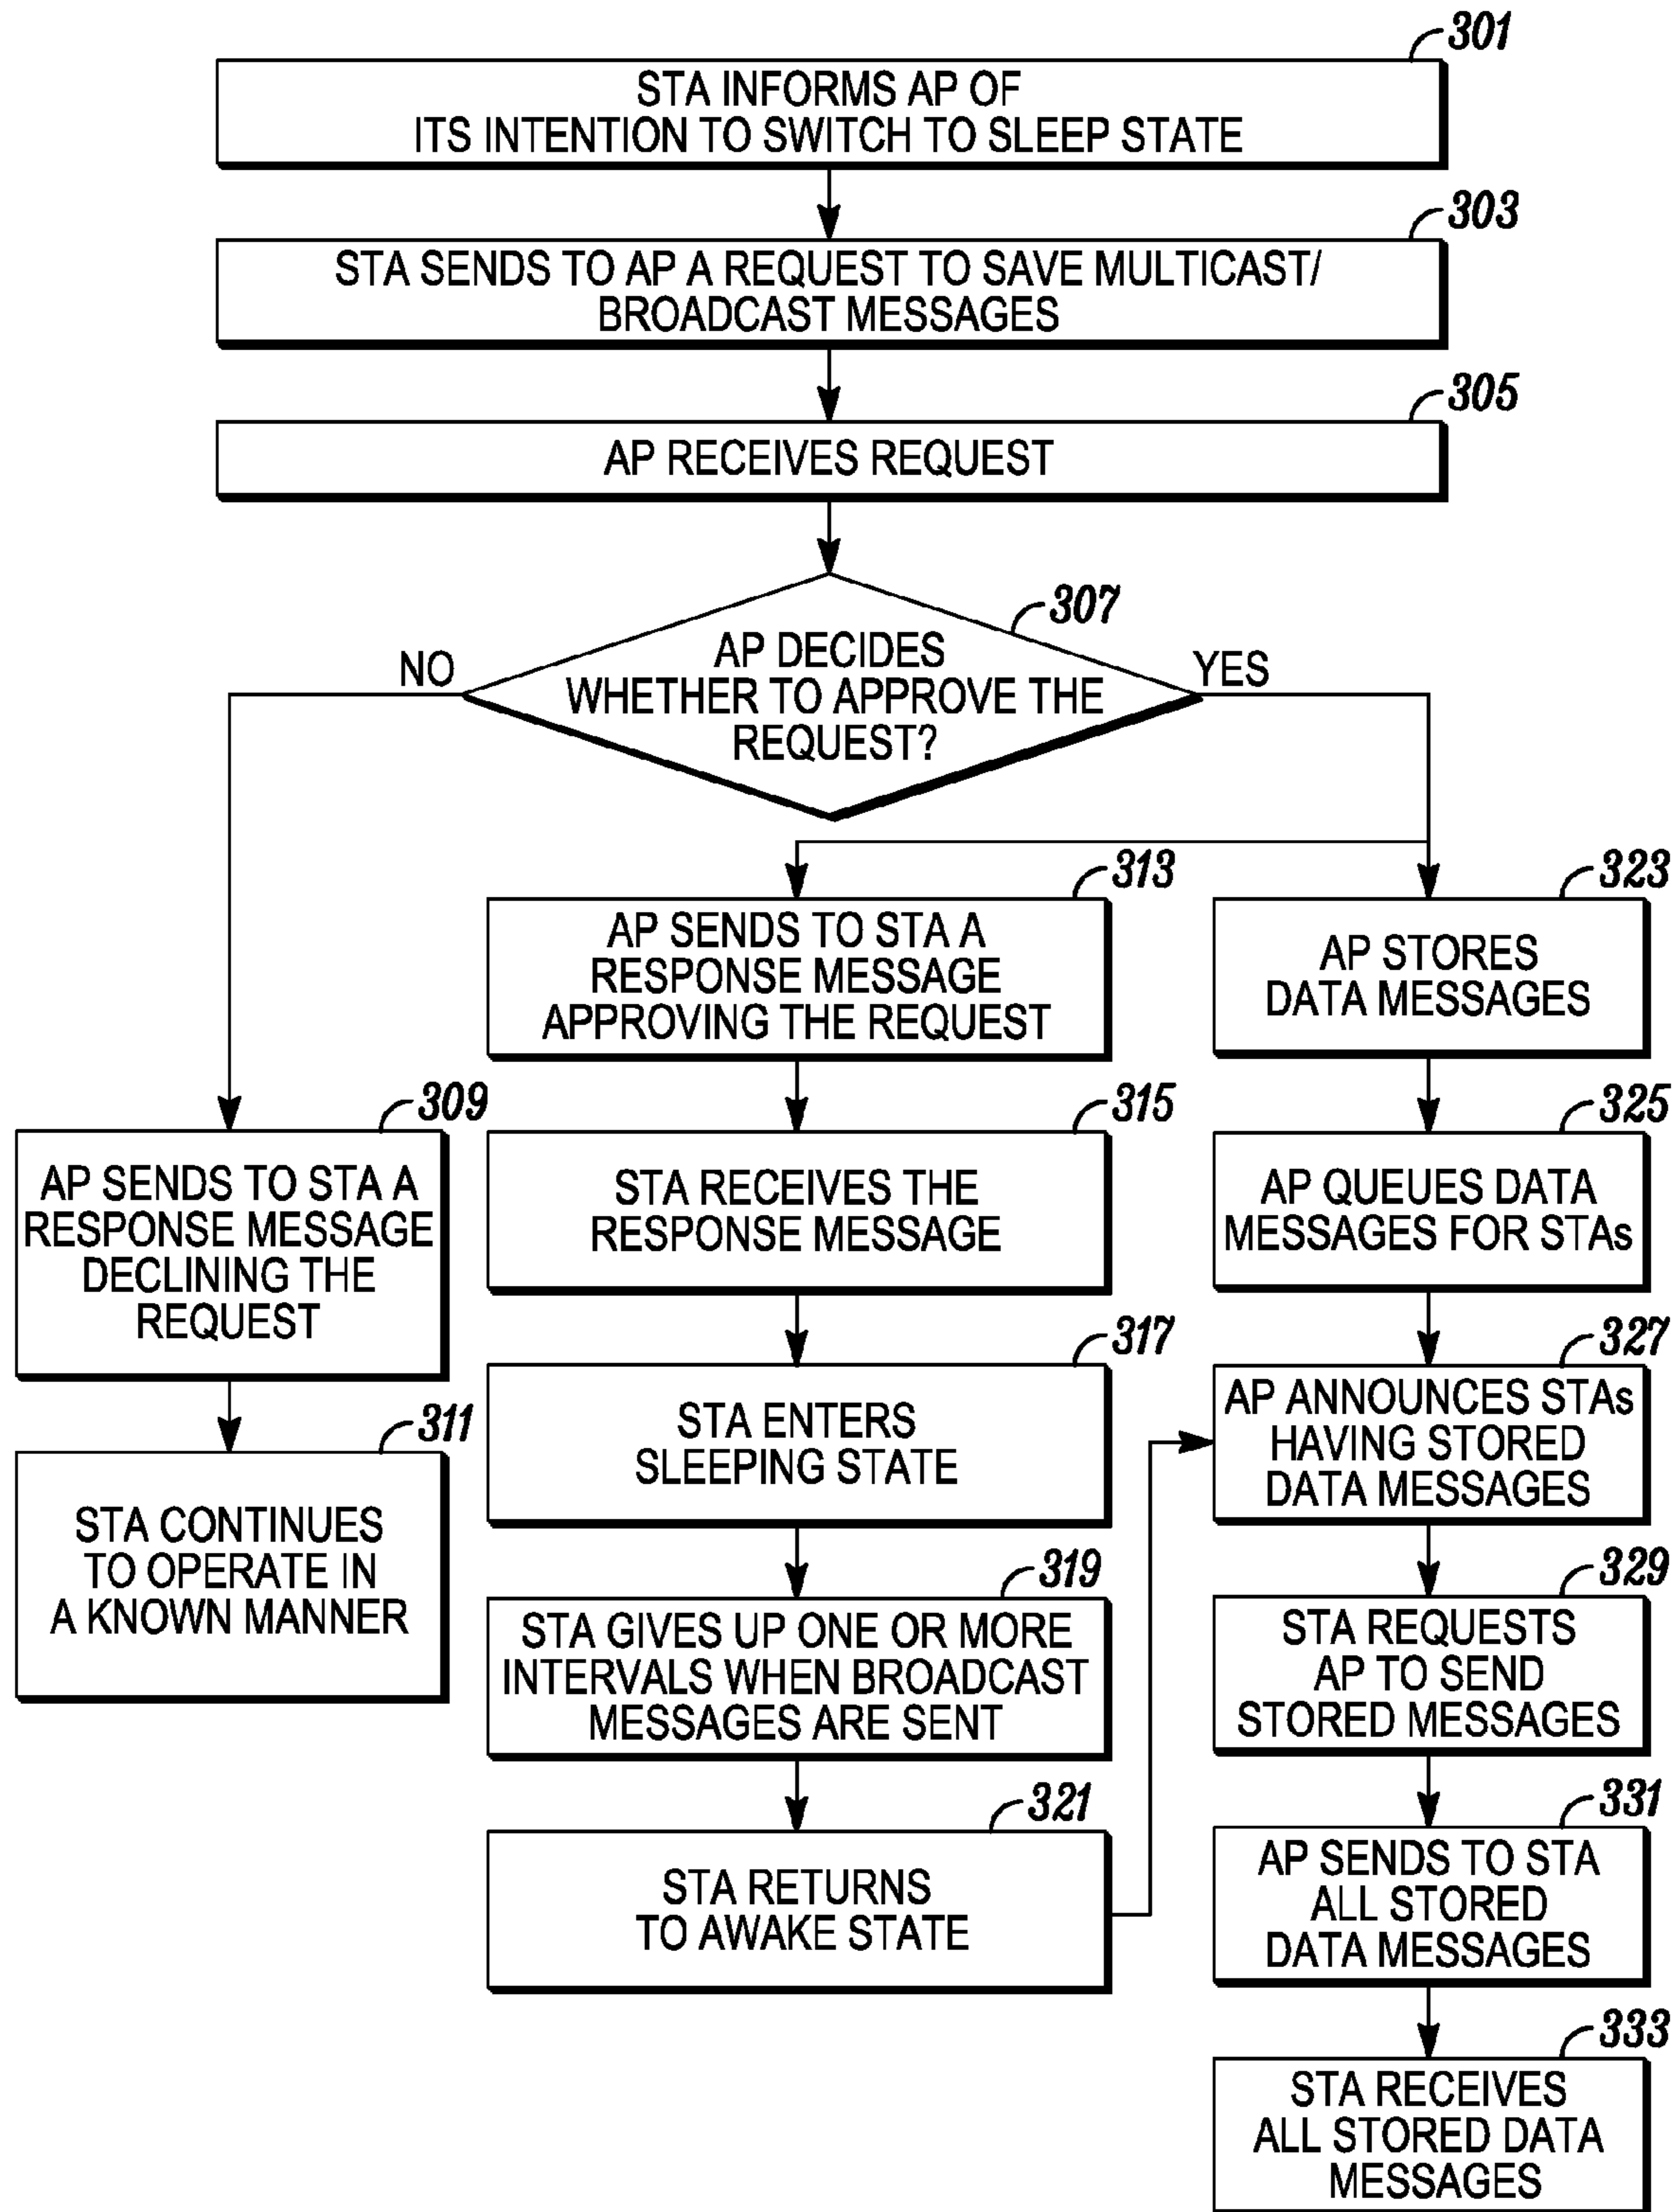 301
STA INFORMS AP OF
ITS INTENTION TO SWITCH TO SLEEP STATE
303
STA SENDS TO AP A REQUEST TO SAVE MULTICAST/
BROADCAST MESSAGES
305
AP RECEIVES REQUEST
307
AP DECIDES
WHETHER TO APPROVE THE
REQUEST?
NO
YES
309
AP SENDS TO STA A
RESPONSE MESSAGE
DECLINING THE
REQUEST
311
STA CONTINUES
TO OPERATE IN
A KNOWN MANNER
313
AP SENDS TO STA A
RESPONSE MESSAGE
APPROVING THE REQUEST
315
STA RECEIVES THE
RESPONSE MESSAGE
317
STA ENTERS
SLEEPING STATE
319
STA GIVES UP ONE OR MORE
INTERVALS WHEN BROADCAST
MESSAGES ARE SENT
321
STA RETURNS
TO AWAKE STATE
323
AP STORES
DATA MESSAGES
325
AP QUEUES DATA
MESSAGES FOR STAs
327
AP ANNOUNCES STAs
HAVING STORED
DATA MESSAGES
329
STA REQUESTS
AP TO SEND
STORED MESSAGES
331
AP SENDS TO STA
ALL STORED
DATA MESSAGES
333
STA RECEIVES
ALL STORED DATA
MESSAGES